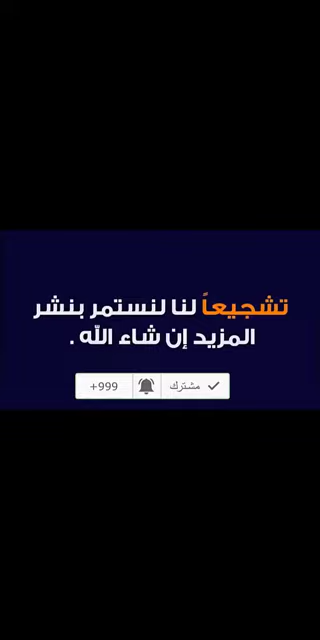 تشجيعاً لنا لنستمر بنشر
المزيد إن شاء الله .
مشترك +999